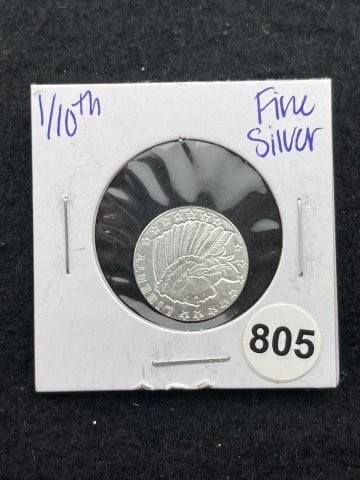 1/10th
Fine
Silver
LIBERTY
805